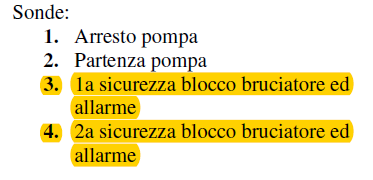 Sonde:
1. Arresto pompa
2. Partenza pompa
3. 1a sicurezza blocco bruciatore ed
allarme
4. 2a sicurezza blocco bruciatore ed
allarme